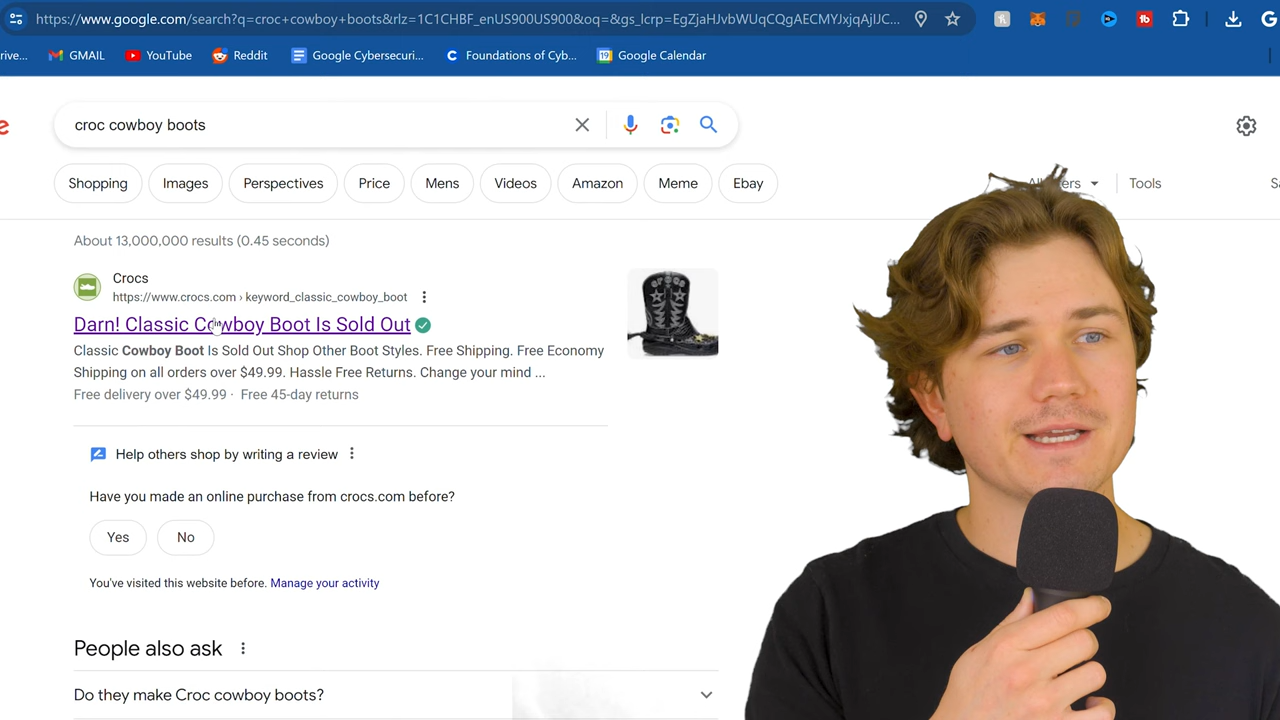 https://www.google.com/search?q=croc+cowboy+boots&rlz=1C1CHBF_enUS900US900&oq=&gs_lcrp=EgZjaHJvbWUqCQgAECMYJxjqAjIJC...
rive... GMAIL YouTube Reddit Google Cybersecuri... Foundations of Cyb... 19 Google Calendar
croc cowboy boots
Shopping Images Perspectives Price Mens Videos Amazon Meme Ebay Tools
About 13,000,000 results (0.45 seconds)
Crocs
https://www.crocs.com › keyword_classic_cowboy_boot
Darn! Classic Cowboy Boot Is Sold Out
Classic Cowboy Boot Is Sold Out Shop Other Boot Styles. Free Shipping. Free Economy
Shipping on all orders over $49.99. Hassle Free Returns. Change your mind ...
Free delivery over $49.99 · Free 45-day returns
Help others shop by writing a review
Have you made an online purchase from crocs.com before?
Yes No
You've visited this website before. Manage your activity
People also ask
Do they make Croc cowboy boots?